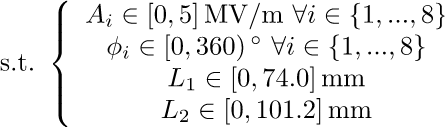 s.t. { A_i ∈ [0, 5] MV/m ∀i ∈ {1, ..., 8}
ϕ_i ∈ [0, 360) ° ∀i ∈ {1, ..., 8}
L_1 ∈ [0, 74.0] mm
L_2 ∈ [0, 101.2] mm